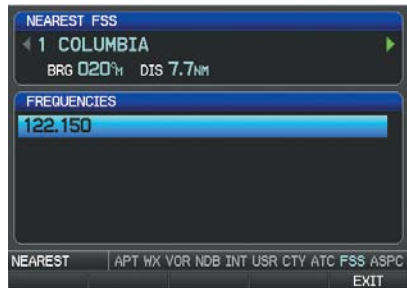 NEAREST FSS
1 COLUMBIA
BRG 020°M DIS 7.7NM
FREQUENCIES
122.150
NEAREST APT WX VOR NDB INT USR CTY ATC FSS ASPC
EXIT